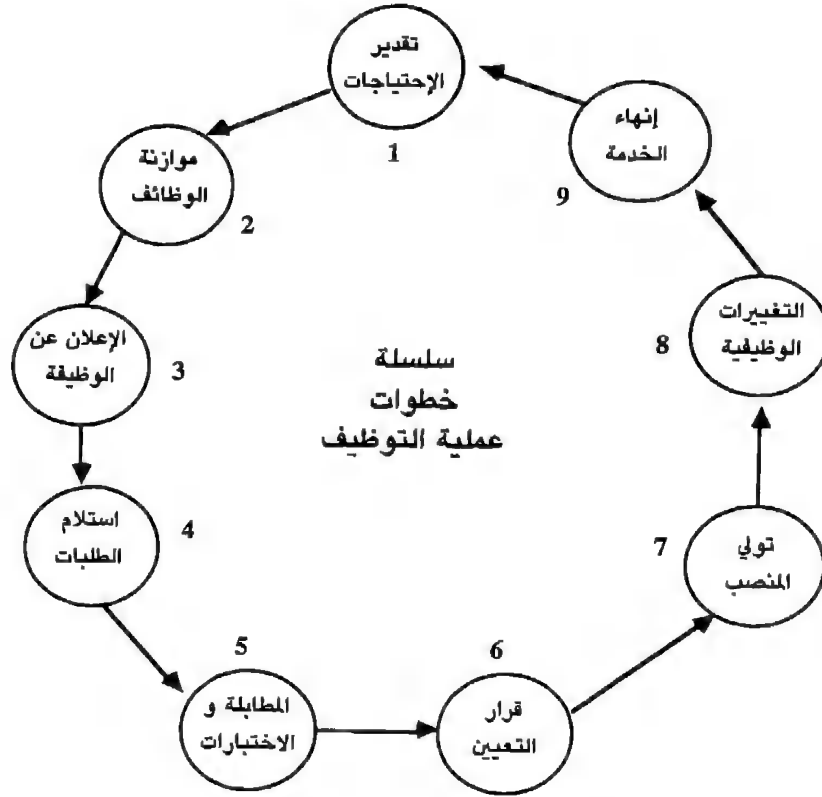 تقدير
الإحتياجات
1
موازنة
الوظائف
2
الإعلان عن
الوظيفة
3
استلام
الطلبات
4
5
المطابلة و
الاختبارات
6
قرار
التعيين
7
تولي
المنصب
8
التغييرات
الوظيفية
9
إنهاء
الخدمة
سلسلة
خطوات
عملية التوظيف